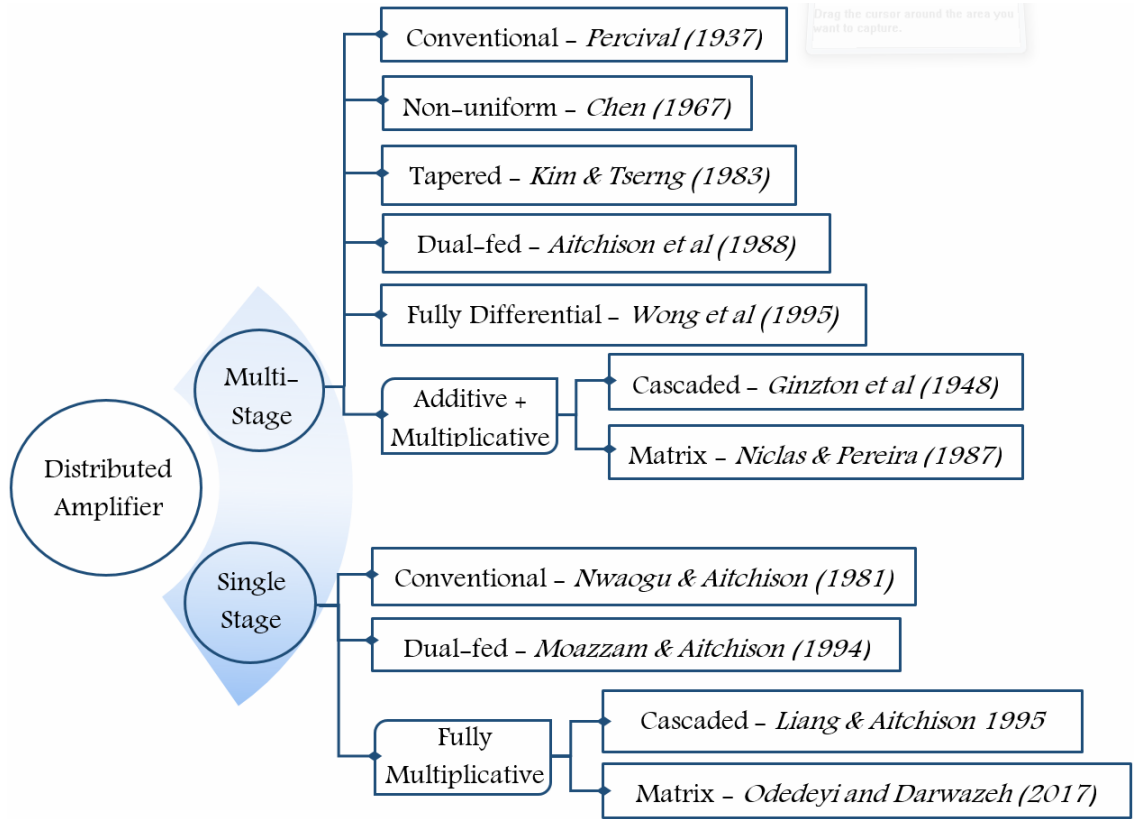 Drag the cursor around the area you
want to capture.
Conventional – Percival (1937)
Non-uniform – Chen (1967)
Tapered – Kim & Tserng (1983)
Dual-fed – Aitchison et al (1988)
Fully Differential – Wong et al (1995)
Multi-
Stage
Additive +
Multiplicative
Cascaded – Ginzton et al (1948)
Matrix – Niclas & Pereira (1987)
Distributed
Amplifier
Single
Stage
Conventional – Nwaogu & Aitchison (1981)
Dual-fed – Moazzam & Aitchison (1994)
Fully
Multiplicative
Cascaded – Liang & Aitchison 1995
Matrix – Odedeyi and Darwazeh (2017)